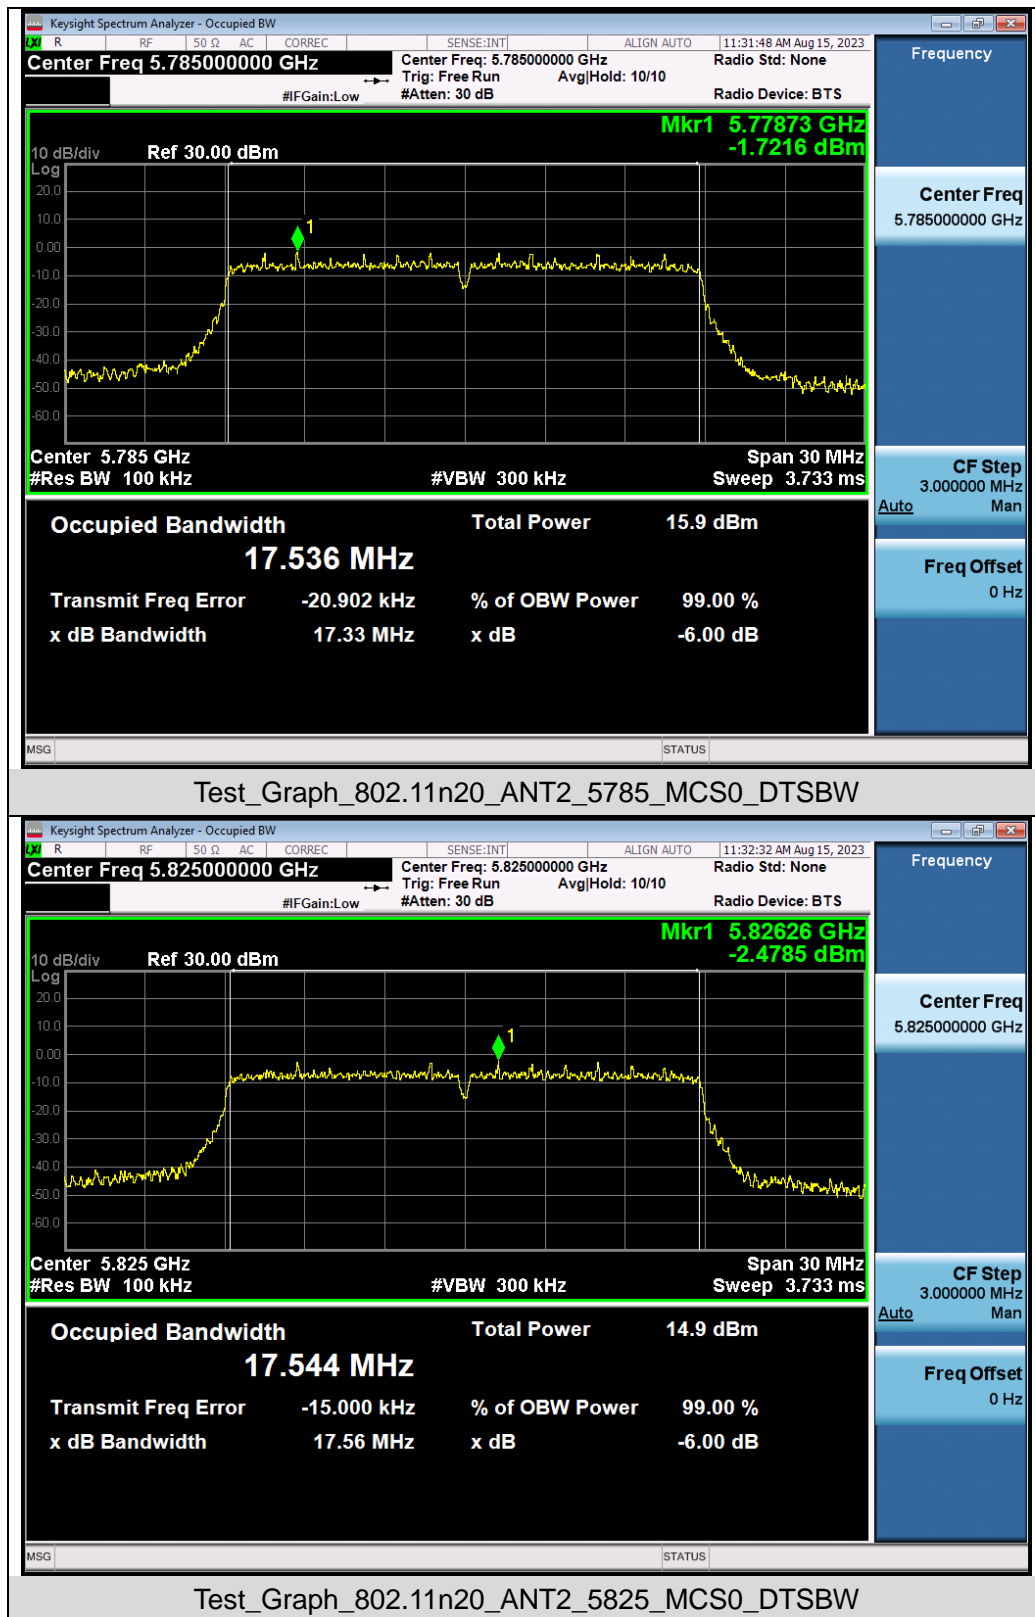 Keysight Spectrum Analyzer - Occupied BW
LXI R RF 50 Ω AC CORREC SENSE:INT ALIGN AUTO 11:31:48 AM Aug 15, 2023
Center Freq 5.785000000 GHz Center Freq: 5.785000000 GHz Radio Std: None Frequency
Trig: Free Run Avg|Hold: 10/10
#IFGain:Low #Atten: 30 dB Radio Device: BTS
Mkr1 5.77873 GHz
10 dB/div Ref 30.00 dBm -1.7216 dBm
Log
20.0
Center Freq
5.785000000 GHz
10.0
1
0.00
-10.0
-20.0
-30.0
-40.0
-50.0
-60.0
Center 5.785 GHz Span 30 MHz
#Res BW 100 kHz #VBW 300 kHz Sweep 3.733 ms
CF Step
3.000000 MHz
Auto Man
Occupied Bandwidth Total Power 15.9 dBm
17.536 MHz
Freq Offset
0 Hz
Transmit Freq Error -20.902 kHz % of OBW Power 99.00 %
x dB Bandwidth 17.33 MHz x dB -6.00 dB
MSG STATUS
Test_Graph_802.11n20_ANT2_5785_MCS0_DTSBW
Keysight Spectrum Analyzer - Occupied BW
LXI R RF 50 Ω AC CORREC SENSE:INT ALIGN AUTO 11:32:32 AM Aug 15, 2023
Center Freq 5.825000000 GHz Center Freq: 5.825000000 GHz Radio Std: None Frequency
Trig: Free Run Avg|Hold: 10/10
#IFGain:Low #Atten: 30 dB Radio Device: BTS
Mkr1 5.82626 GHz
10 dB/div Ref 30.00 dBm -2.4785 dBm
Log
20.0
Center Freq
5.825000000 GHz
10.0
1
0.00
-10.0
-20.0
-30.0
-40.0
-50.0
-60.0
Center 5.825 GHz Span 30 MHz
#Res BW 100 kHz #VBW 300 kHz Sweep 3.733 ms
CF Step
3.000000 MHz
Auto Man
Occupied Bandwidth Total Power 14.9 dBm
17.544 MHz
Freq Offset
0 Hz
Transmit Freq Error -15.000 kHz % of OBW Power 99.00 %
x dB Bandwidth 17.56 MHz x dB -6.00 dB
MSG STATUS
Test_Graph_802.11n20_ANT2_5825_MCS0_DTSBW